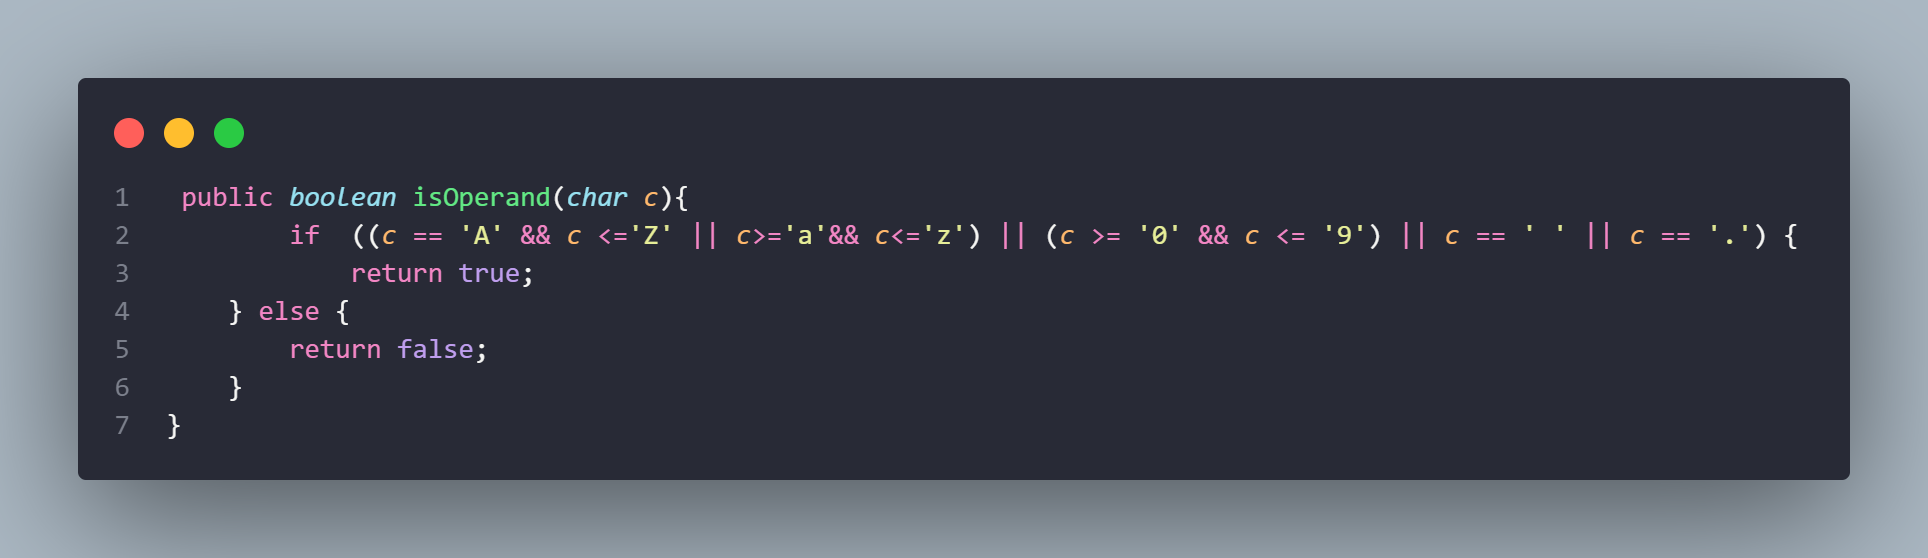 1 public boolean isOperand(char c){
2 if ((c == 'A' && c <='Z' || c>='a'&& c<='z') || (c >= '0' && c <= '9') || c == ' ' || c == '.') {
3 return true;
4 } else {
5 return false;
6 }
7 }